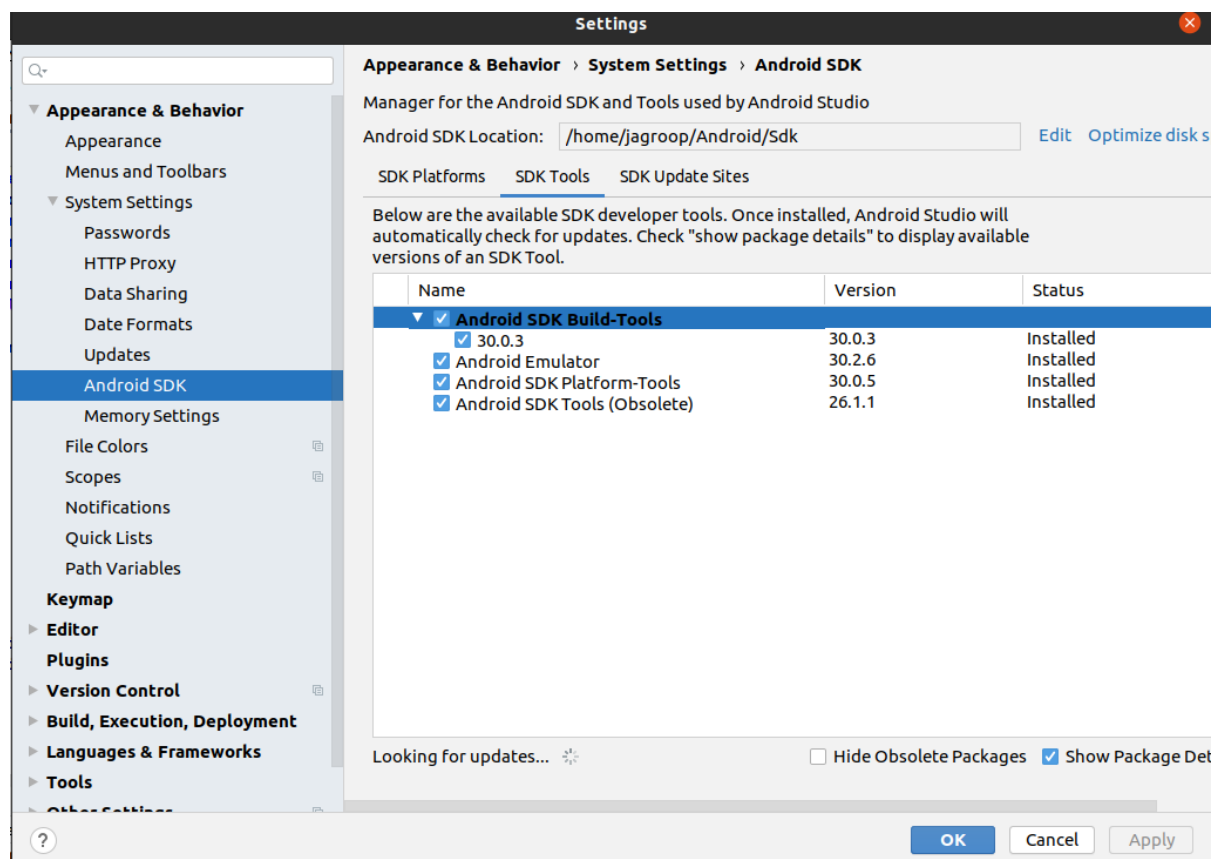 Settings
Appearance & Behavior
Appearance
Menus and Toolbars
System Settings
Passwords
HTTP Proxy
Data Sharing
Date Formats
Updates
Android SDK
Memory Settings
File Colors
Scopes
Notifications
Quick Lists
Path Variables
Keymap
Editor
Plugins
Version Control
Build, Execution, Deployment
Languages & Frameworks
Tools
Other Settings
Appearance & Behavior › System Settings › Android SDK
Manager for the Android SDK and Tools used by Android Studio
Android SDK Location: /home/jagroop/Android/Sdk Edit Optimize disk s
SDK Platforms SDK Tools SDK Update Sites
Below are the available SDK developer tools. Once installed, Android Studio will
automatically check for updates. Check "show package details" to display available
versions of an SDK Tool.
Name Version Status
Android SDK Build-Tools
30.0.3 30.0.3 Installed
Android Emulator 30.2.6 Installed
Android SDK Platform-Tools 30.0.5 Installed
Android SDK Tools (Obsolete) 26.1.1 Installed
Looking for updates... Hide Obsolete Packages Show Package Det
? OK Cancel Apply